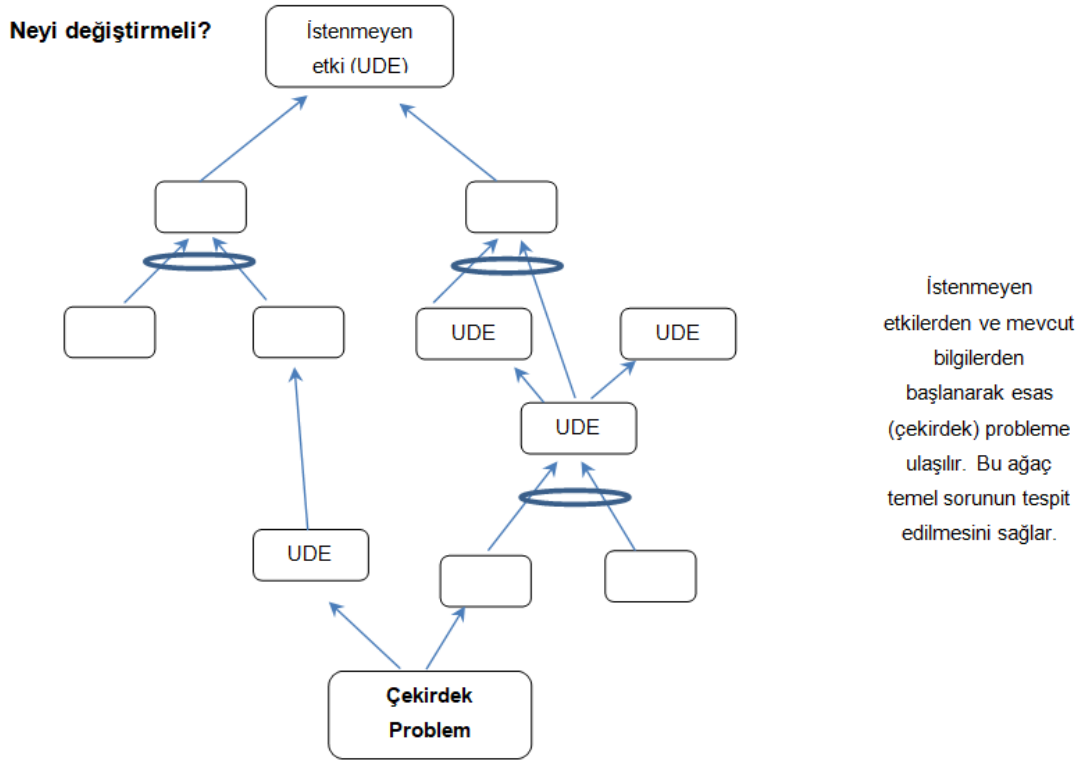 Neyi değiştirmeli?
İstenmeyen
etki (UDE)
UDE
UDE
UDE
UDE
Çekirdek
Problem
İstenmeyen
etkilerden ve mevcut
bilgilerden
başlanarak esas
(çekirdek) probleme
ulaşılır. Bu ağaç
temel sorunun tespit
edilmesini sağlar.